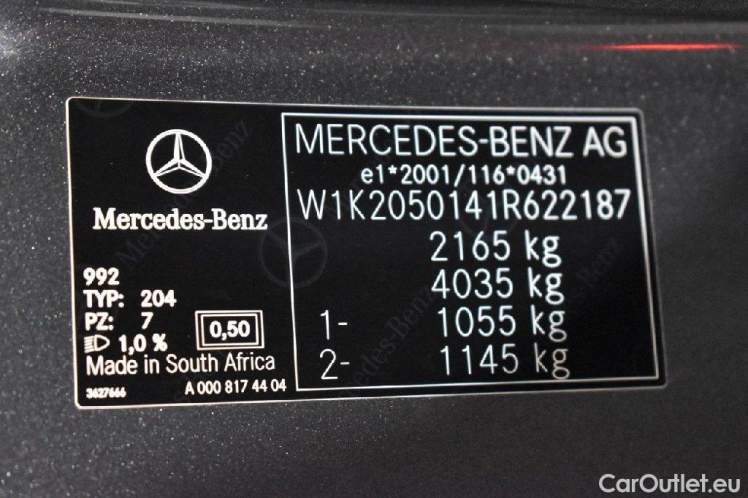 Mercedes-Benz
992
TYP: 204
PZ: 7
1,0 %
0,50
Made in South Africa
3627666
A 000 817 44 04
MERCEDES-BENZ AG
e1*2001/116*0431
W1K2050141R622187
2165 kg
4035 kg
1- 1055 kg
2- 1145 kg
CarOutlet.eu